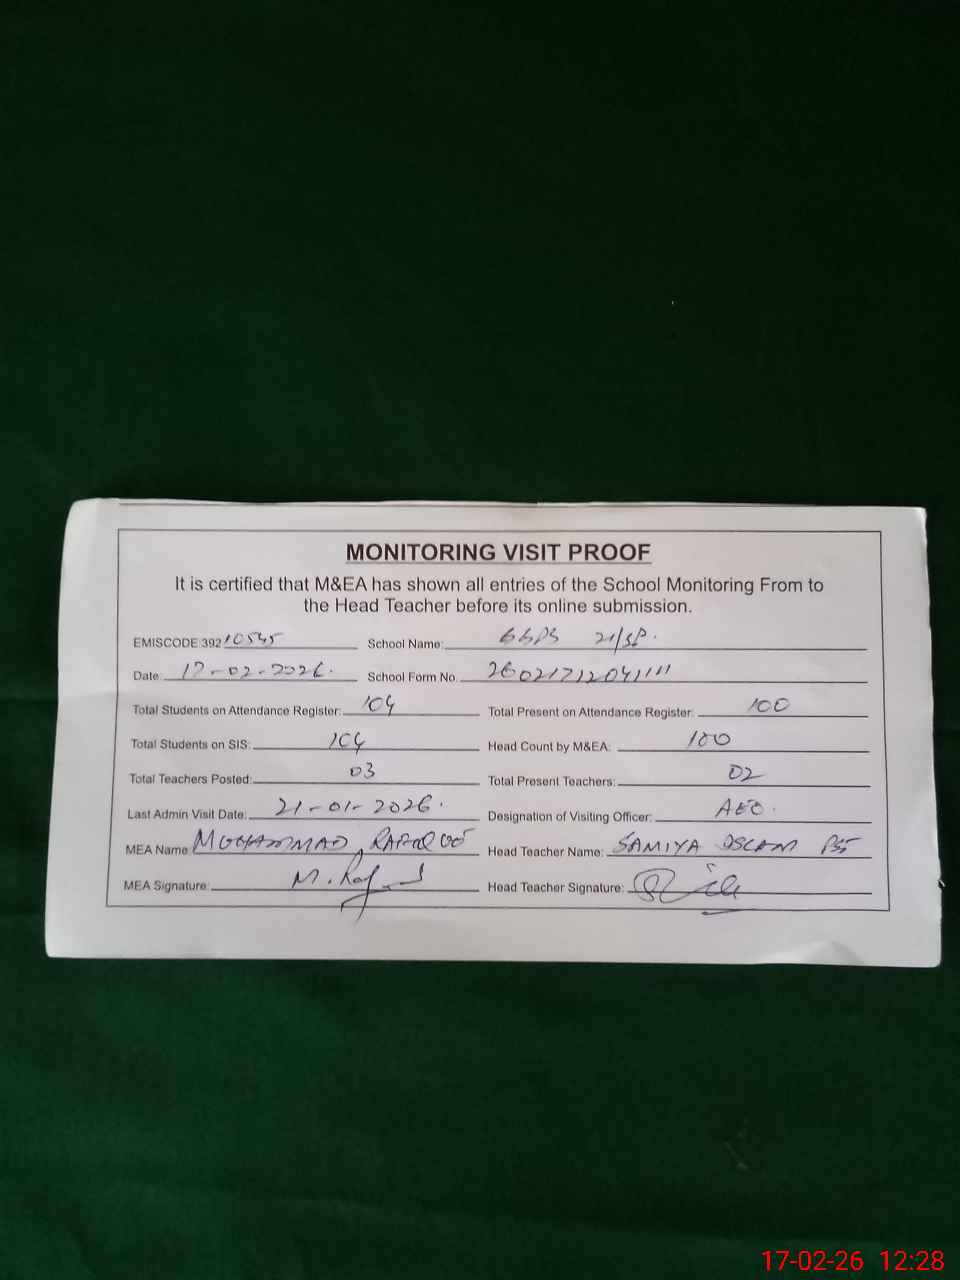 MONITORING VISIT PROOF
It is certified that M&EA has shown all entries of the School Monitoring From to
the Head Teacher before its online submission.
EMISCODE 392 10545 School Name: GGPS 21/SP.
Date: 17-02-2026. School Form No. 26021712041111
Total Students on Attendance Register: 104 Total Present on Attendance Register: 100
Total Students on SIS: 104 Head Count by M&EA: 100
Total Teachers Posted: 03 Total Present Teachers: 02
Last Admin Visit Date: 21-01-2026. Designation of Visiting Officer: AEO.
MEA Name: MUHAMMAD Head Teacher Name: SAMIYA ISLAM PST
MEA Signature: Head Teacher Signature:
17-02-26 12:28